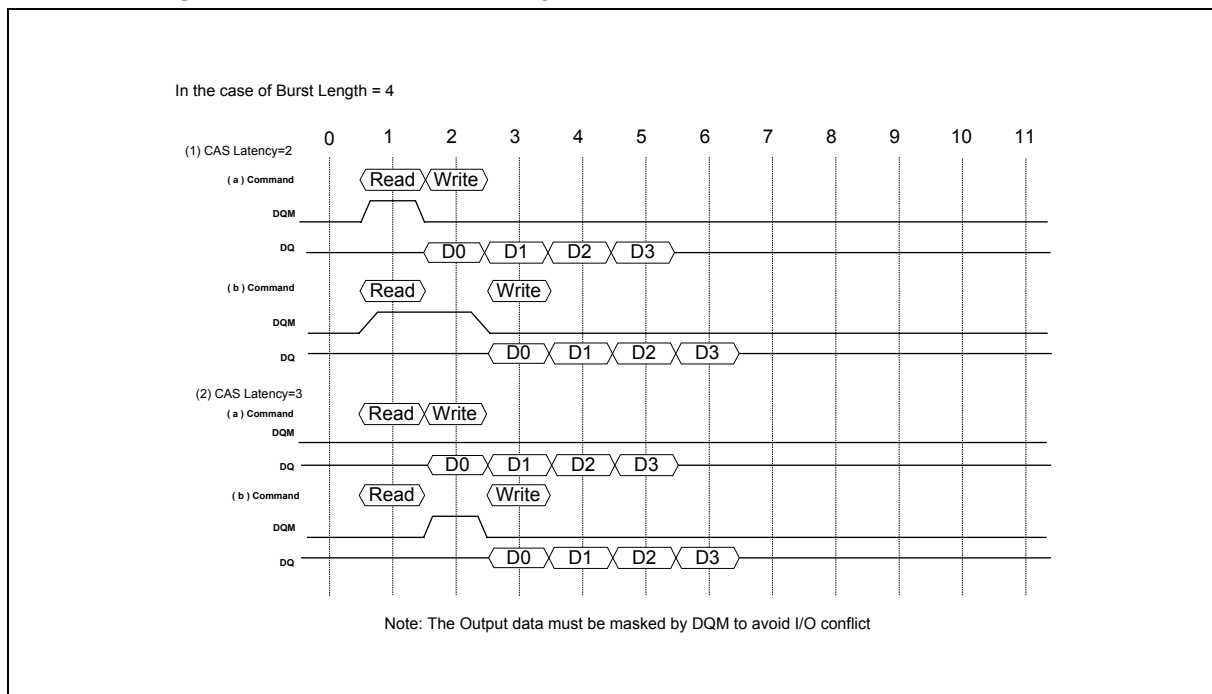 In the case of Burst Length = 4
0 1 2 3 4 5 6 7 8 9 10 11
(1) CAS Latency=2
( a ) Command Read Write
DQM
DQ D0 D1 D2 D3
( b ) Command Read Write
DQM
DQ D0 D1 D2 D3
(2) CAS Latency=3
( a ) Command Read Write
DQM
DQ D0 D1 D2 D3
( b ) Command Read Write
DQM
DQ D0 D1 D2 D3
Note: The Output data must be masked by DQM to avoid I/O conflict